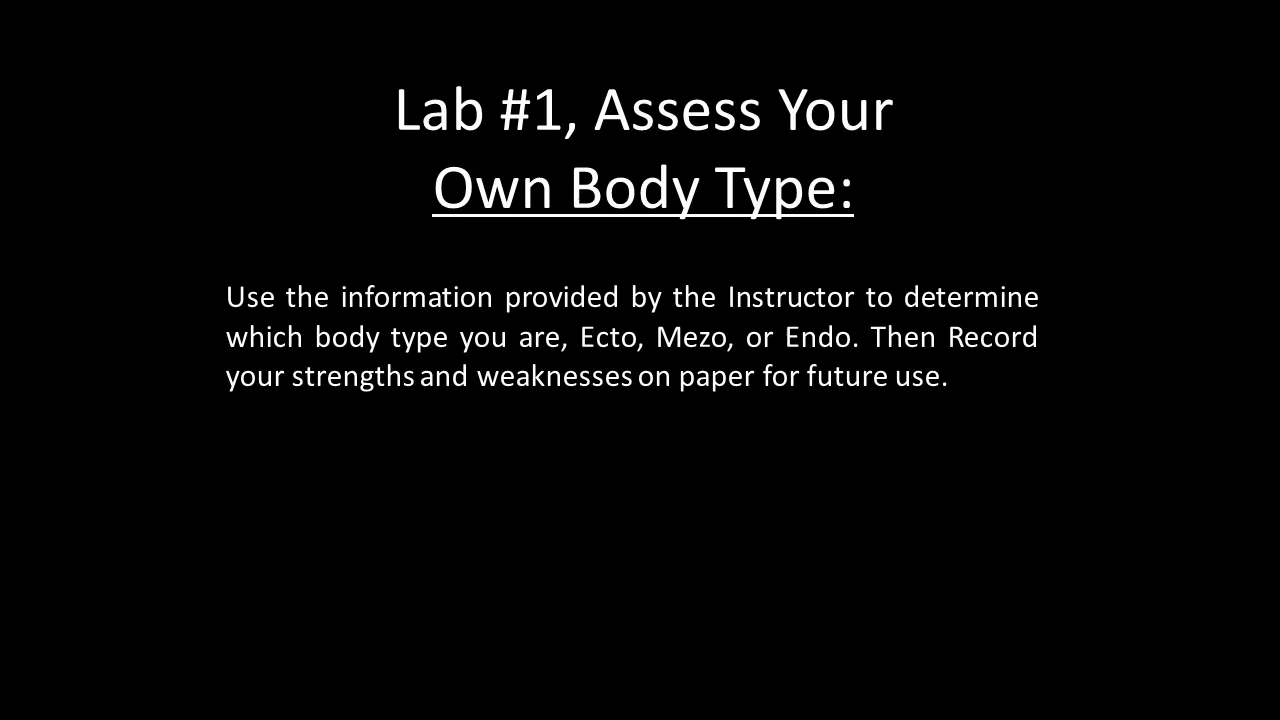 Lab #1, Assess Your
Own Body Type:
Use the information provided by the Instructor to determine
which body type you are, Ecto, Mezo, or Endo. Then Record
your strengths and weaknesses on paper for future use.